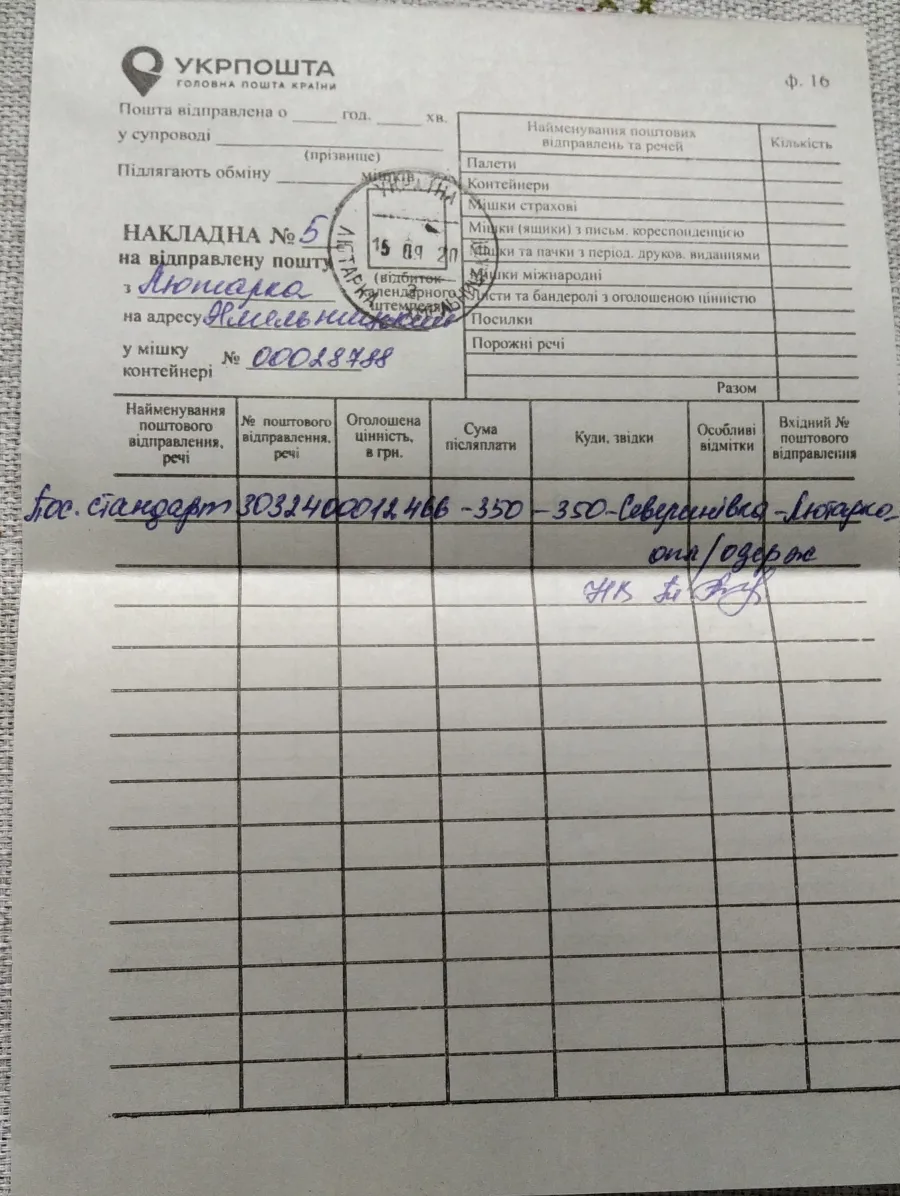 УКРПОШТА
ГОЛОВНА ПОШТА КРАЇНИ
ф. 16
Пошта відправлена о ____ год. ____ хв.
у супроводі
(прізвище)
Підлягають обміну ____ мішків
НАКЛАДНА № 5
на відправлену пошту
з Лютарка
на адресу Хмельницький
у мішку
контейнері № 00028788
УКРАЇНА
15 09 20
ЛЮТАРКА
(відбиток
календарного
штемпеля)
Найменування поштових
відправлень та речей
Кількість
Палети
Контейнери
Мішки страхові
Мішки (ящики) з письм. кореспонденцією
Мішки та пачки з період. друков. виданнями
Мішки міжнародні
Листи та бандеролі з оголошеною цінністю
Посилки
Порожні речі
Разом
Найменування
поштового
відправлення,
речі
№ поштового
відправлення,
речі
Оголошена
цінність,
в грн.
Сума
післяплати
Куди, звідки
Особливі
відмітки
Вхідний №
поштового
відправлення
Пос. стандарт 3032400012466 -350 -350-Северинівка -Лютарка
опл/одерж